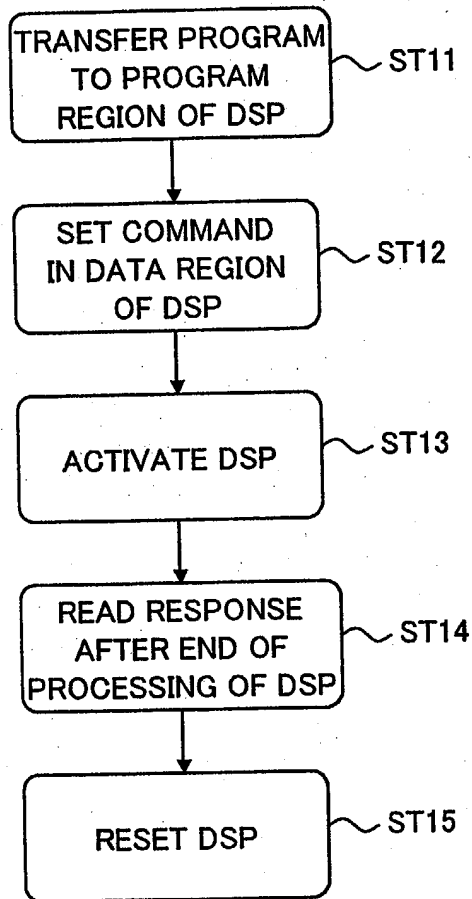 TRANSFER PROGRAM
TO PROGRAM
REGION OF DSP
ST11
SET COMMAND
IN DATA REGION
OF DSP
ST12
ACTIVATE DSP
ST13
READ RESPONSE
AFTER END OF
PROCESSING OF DSP
ST14
RESET DSP
ST15